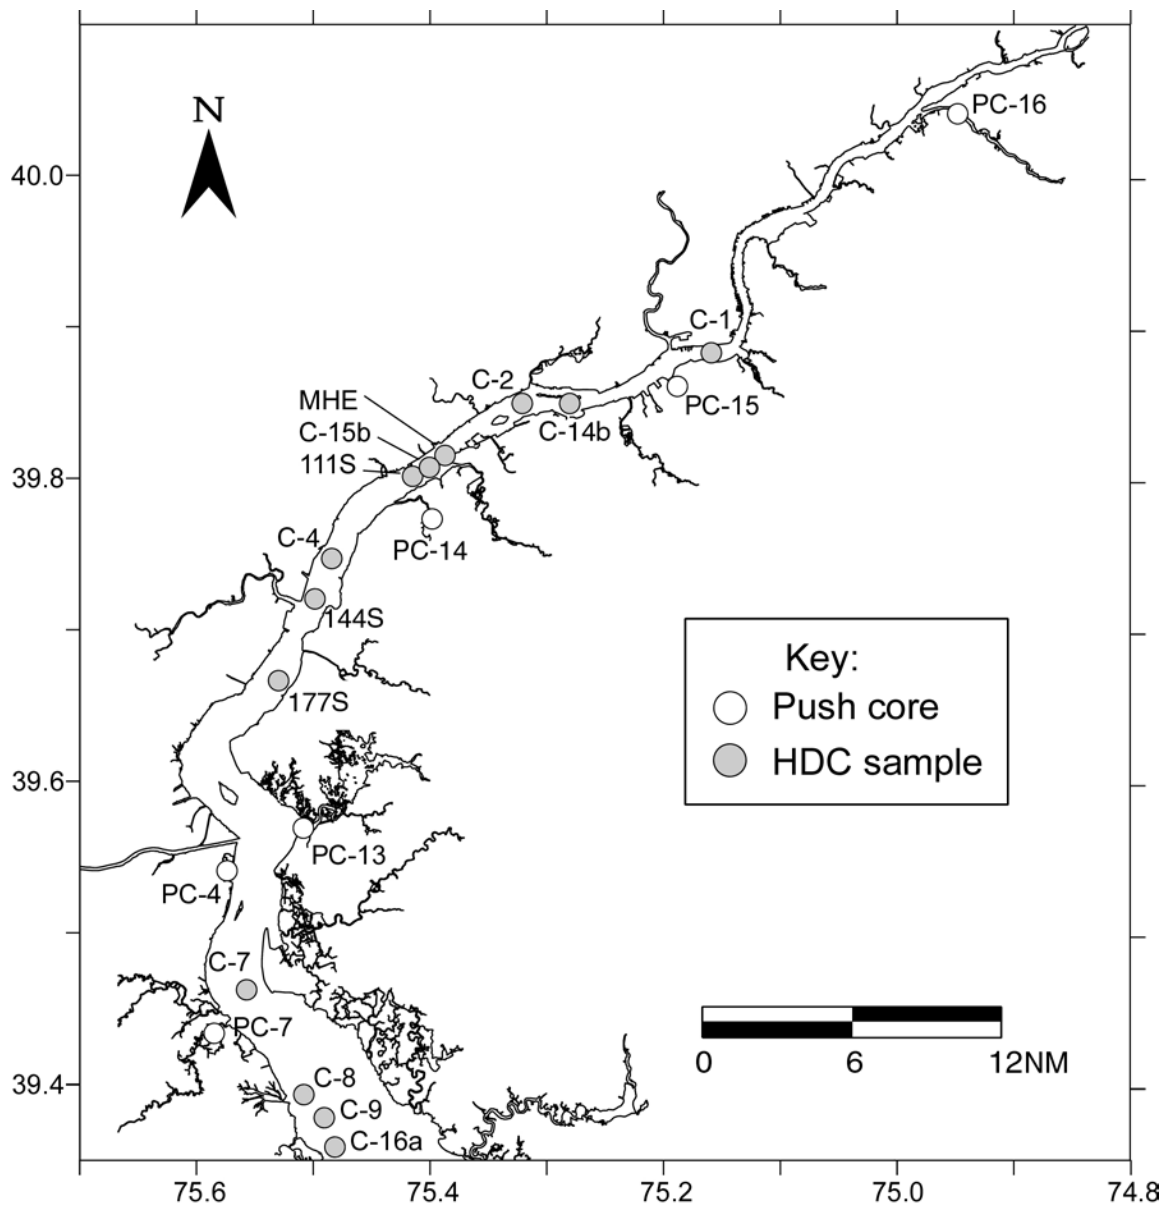 N
PC-16
40.0
C-1
C-2
PC-15
MHE
C-14b
C-15b
111S
39.8
C-4
PC-14
144S
Key:
177S
Push core
HDC sample
39.6
PC-13
PC-4
C-7
PC-7
0 6 12NM
39.4
C-8
C-9
C-16a
75.6 75.4 75.2 75.0 74.8